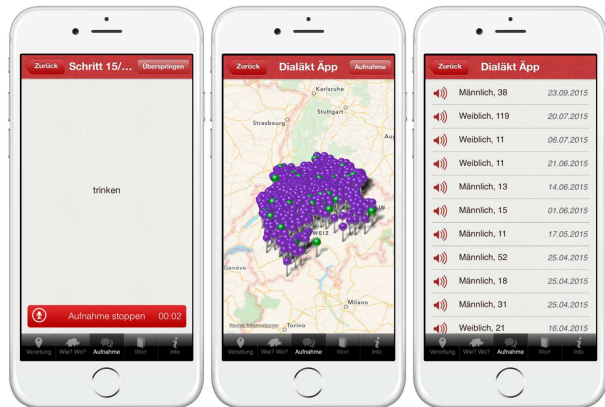 Zurück
Schritt 15/...
Überspringen
trinken
Aufnahme stoppen 00:02
Verortung Wie? Wo? Aufnahme Wort Info
Zurück
Dialäkt Äpp
Aufnahme
Karlsruhe
Stuttgart
Strasbourg
WEIZ
Genève
Milano
Torino
Rechtl. Informationen
Verortung Wie? Wo? Aufnahme Wort Info
Zurück
Dialäkt Äpp
Männlich, 38 23.09.2015
Weiblich, 119 20.07.2015
Weiblich, 11 06.07.2015
Weiblich, 11 21.06.2015
Männlich, 13 14.06.2015
Männlich, 15 01.06.2015
Männlich, 11 17.05.2015
Männlich, 52 25.04.2015
Männlich, 18 25.04.2015
Männlich, 31 25.04.2015
Weiblich, 21 16.04.2015
Verortung Wie? Wo? Aufnahme Wort Info